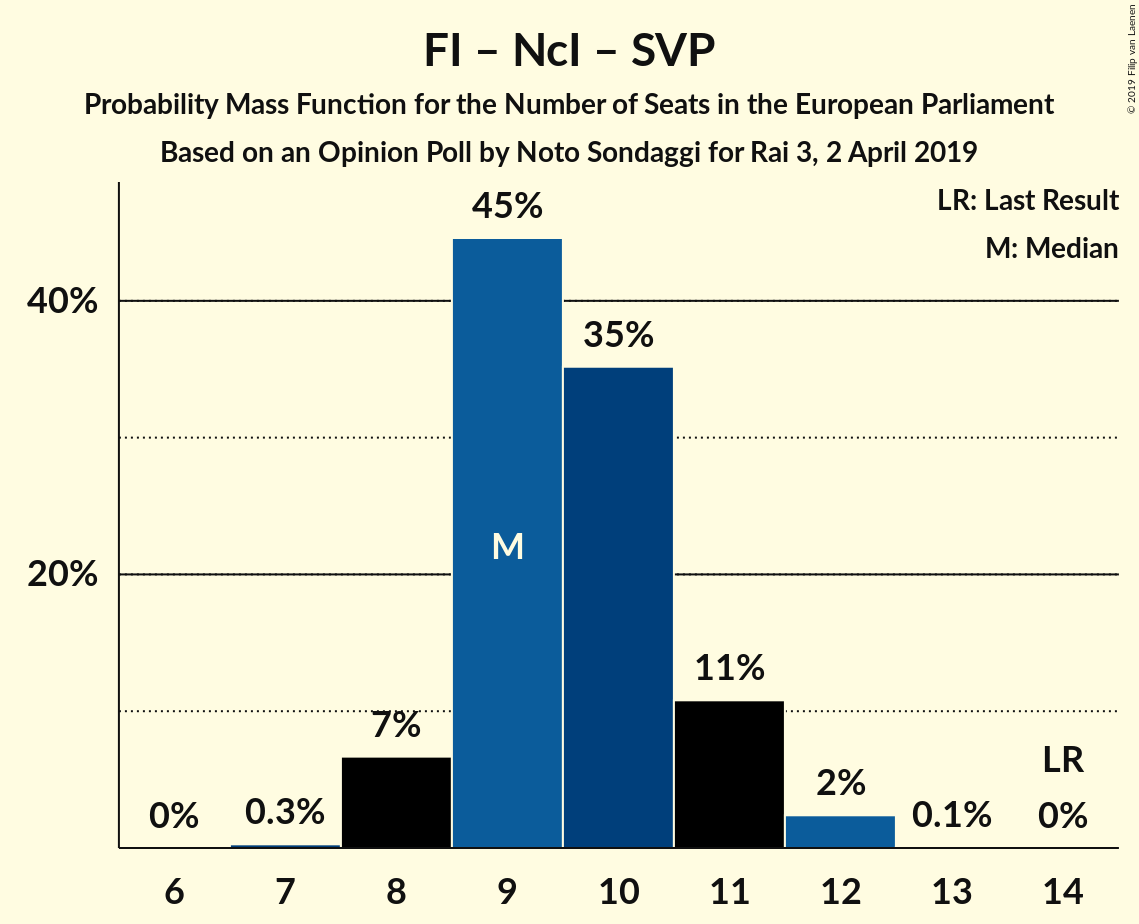 FI – NcI – SVP
Probability Mass Function for the Number of Seats in the European Parliament
Based on an Opinion Poll by Noto Sondaggi for Rai 3, 2 April 2019
© 2019 Filip van Laenen
LR: Last Result
M: Median
45%
40%
35%
M
20%
11%
7%
LR
2%
0% 0.3% 0.1% 0%
6 7 8 9 10 11 12 13 14